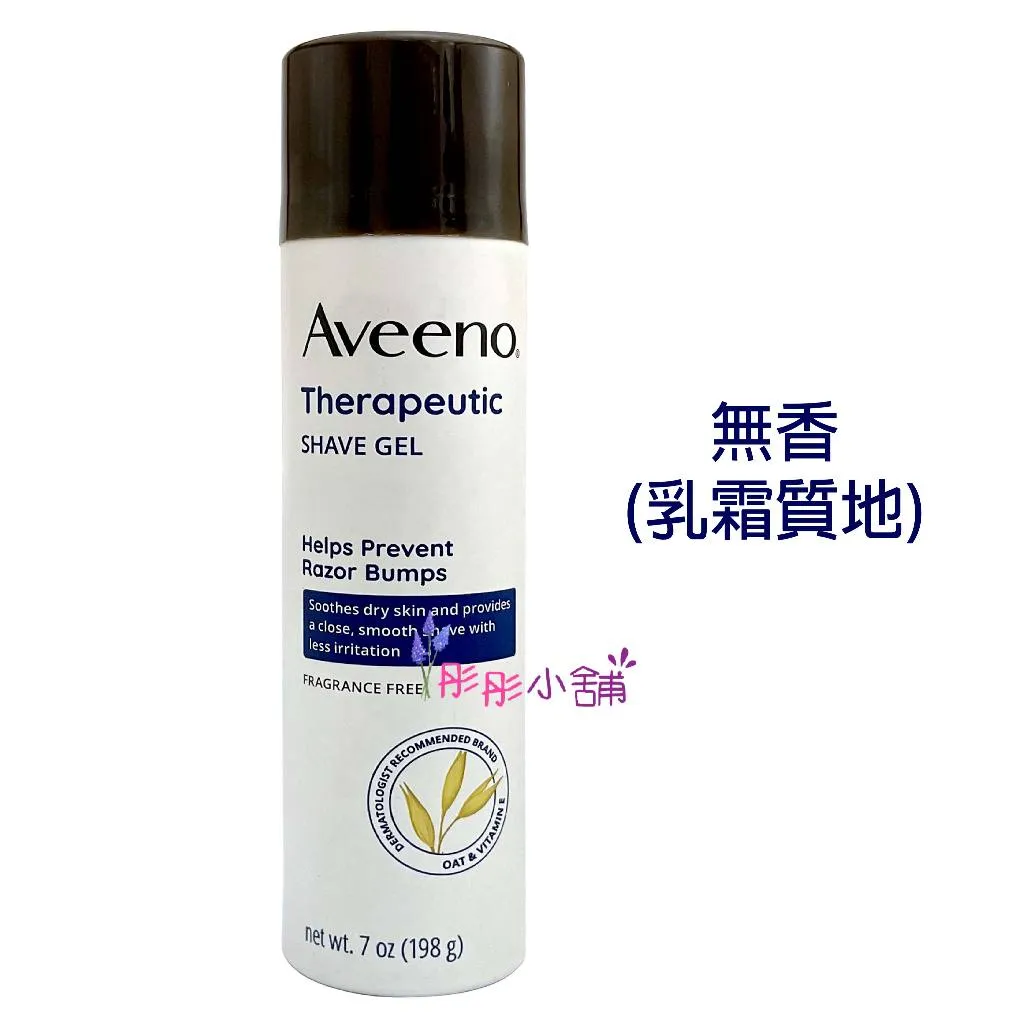 Aveeno®
Therapeutic
SHAVE GEL
Helps Prevent
Razor Bumps
Soothes dry skin and provides
a close, smooth shave with
less irritation
FRAGRANCE FREE
彤彤小舖
DERMATOLOGIST RECOMMENDED BRAND
OAT & VITAMIN E
net wt. 7 oz (198 g)
無香
(乳霜質地)